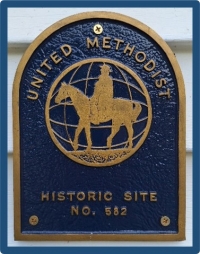 UNITED METHODIST
HISTORIC SITE
NO. 582